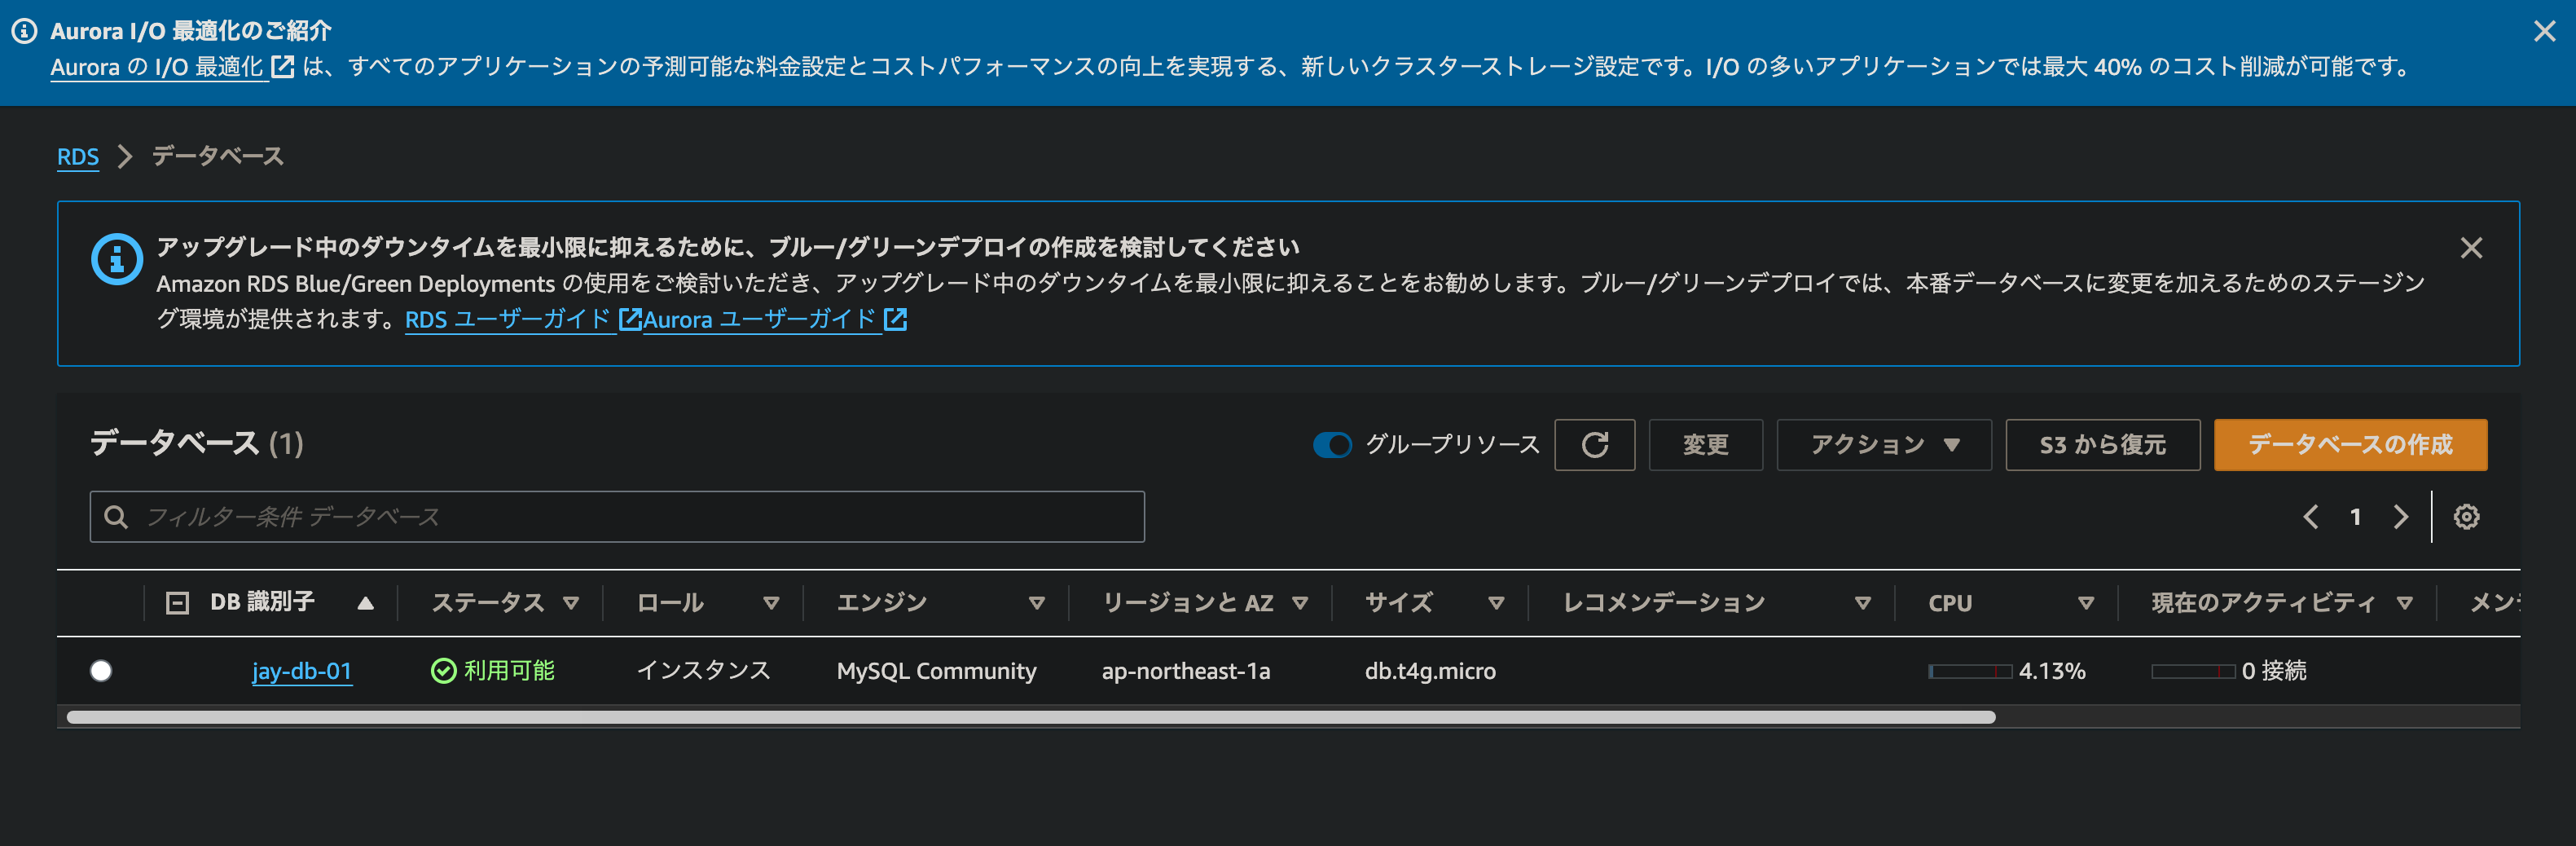 Aurora I/O 最適化のご紹介
Aurora の I/O 最適化 は、すべてのアプリケーションの予測可能な料金設定とコストパフォーマンスの向上を実現する、新しいクラスターストレージ設定です。I/O の多いアプリケーションでは最大 40% のコスト削減が可能です。
RDS > データベース
アップグレード中のダウンタイムを最小限に抑えるために、ブルー/グリーンデプロイの作成を検討してください
Amazon RDS Blue/Green Deployments の使用をご検討いただき、アップグレード中のダウンタイムを最小限に抑えることをお勧めします。ブルー/グリーンデプロイでは、本番データベースに変更を加えるためのステージン
グ環境が提供されます。RDS ユーザーガイド Aurora ユーザーガイド
データベース (1) グループリソース 変更 アクション S3 から復元 データベースの作成
フィルター条件 データベース 1
DB 識別子 ステータス ロール エンジン リージョンと AZ サイズ レコメンデーション CPU 現在のアクティビティ メン
jay-db-01 利用可能 インスタンス MySQL Community ap-northeast-1a db.t4g.micro 4.13% 0 接続